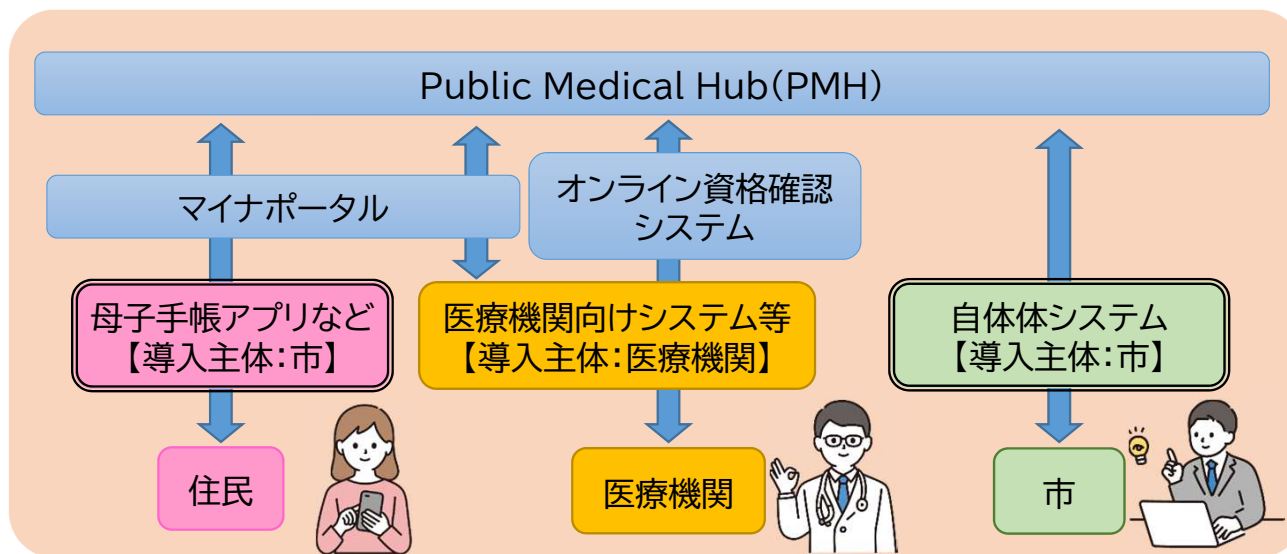 Public Medical Hub(PMH)
マイナポータル
オンライン資格確認
システム
母子手帳アプリなど
【導入主体:市】
医療機関向けシステム等
【導入主体:医療機関】
自体体システム
【導入主体:市】
住民
医療機関
市